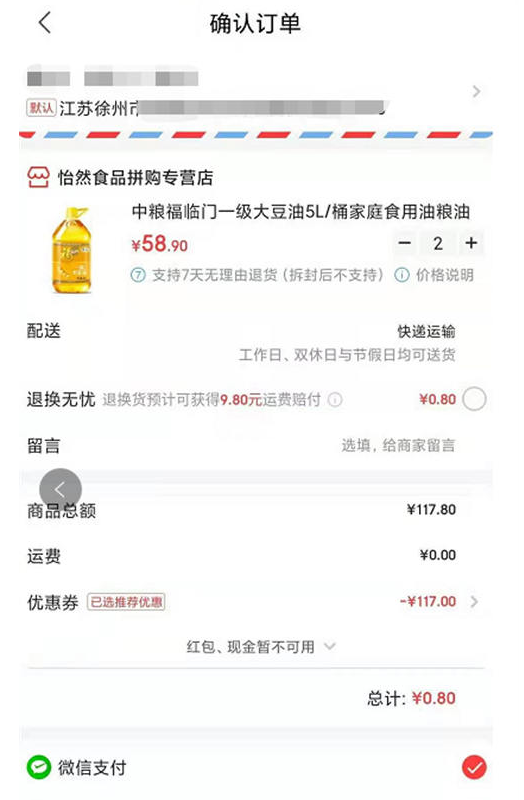 确认订单
默认 江苏徐州市
怡然食品拼购专营店
中粮福临门一级大豆油5L/桶家庭食用油粮油
¥58.90 − 2 +
7 支持7天无理由退货（拆封后不支持） 价格说明
配送 快递运输
工作日、双休日与节假日均可送货
退换无忧 退换货预计可获得9.80元运费赔付 ¥0.80
留言 选填，给商家留言
商品总额 ¥117.80
运费 ¥0.00
优惠券 已选推荐优惠 -¥117.00
红包、现金暂不可用
总计: ¥0.80
微信支付